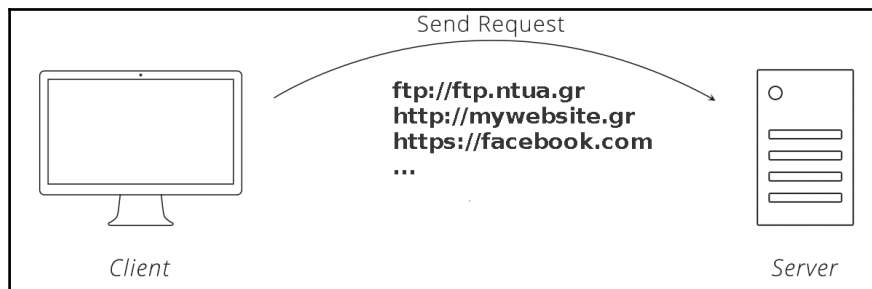 Send Request
ftp://ftp.ntua.gr
http://mywebsite.gr
https://facebook.com
...
Client
Server